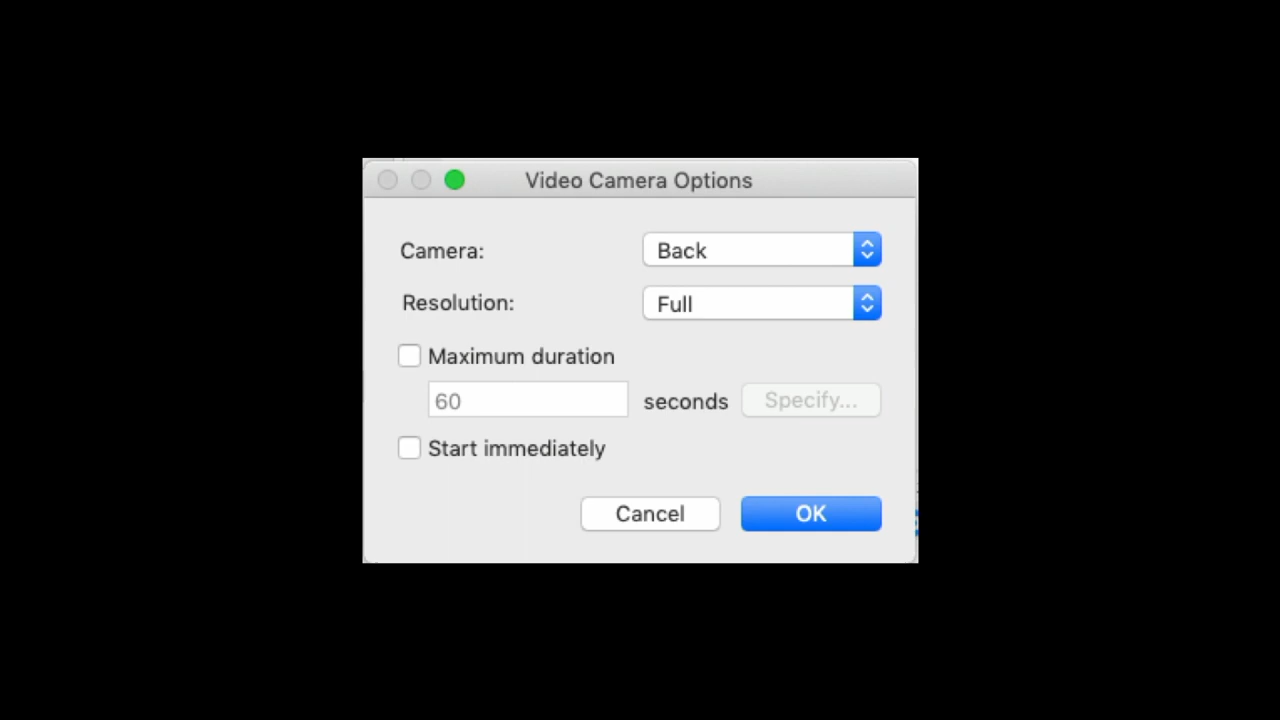 Video Camera Options
Camera: Back
Resolution: Full
Maximum duration
60 seconds Specify...
Start immediately
Cancel OK